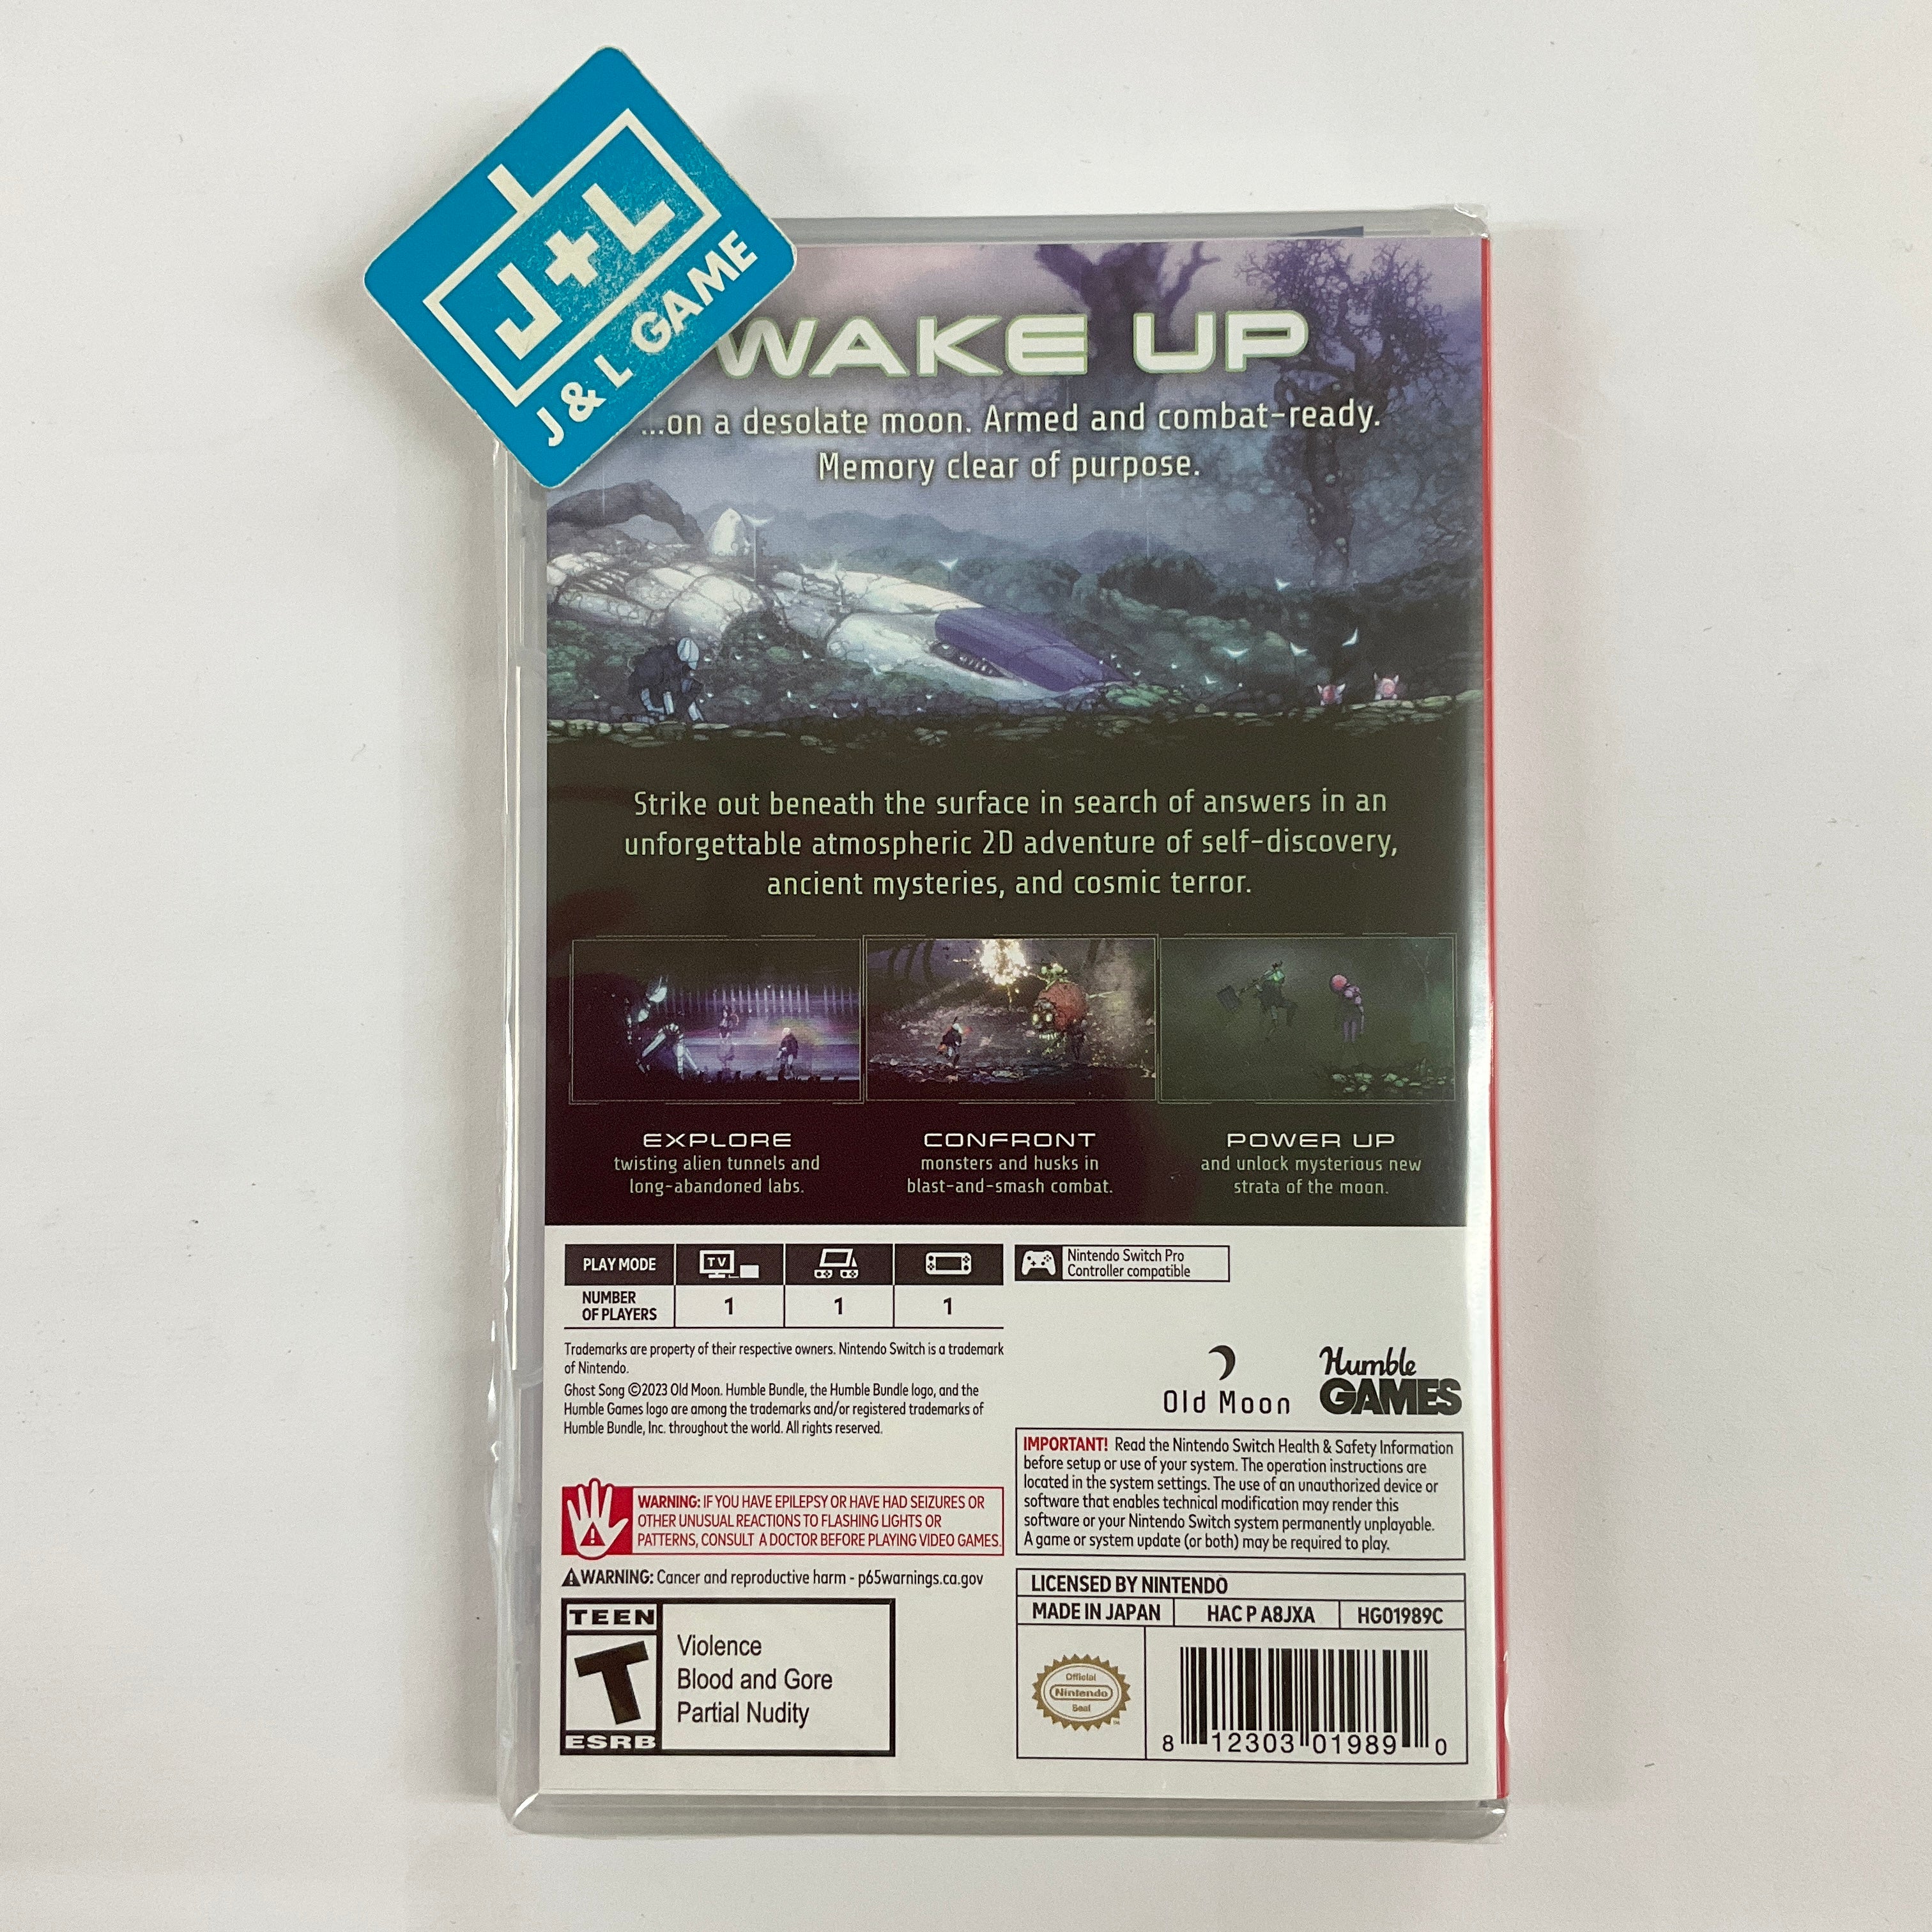 J+L
J & L GAME
WAKE UP
...on a desolate moon. Armed and combat-ready.
Memory clear of purpose.
Strike out beneath the surface in search of answers in an
unforgettable atmospheric 2D adventure of self-discovery,
ancient mysteries, and cosmic terror.
EXPLORE
twisting alien tunnels and
long-abandoned labs.
CONFRONT
monsters and husks in
blast-and-smash combat.
POWER UP
and unlock mysterious new
strata of the moon.
PLAY MODE
TV
NUMBER
OF PLAYERS
1 1 1
Nintendo Switch Pro
Controller compatible
Trademarks are property of their respective owners. Nintendo Switch is a trademark
of Nintendo.
Ghost Song ©2023 Old Moon. Humble Bundle, the Humble Bundle logo, and the
Humble Games logo are among the trademarks and/or registered trademarks of
Humble Bundle, Inc. throughout the world. All rights reserved.
Old Moon
Humble
GAMES
WARNING: IF YOU HAVE EPILEPSY OR HAVE HAD SEIZURES OR
OTHER UNUSUAL REACTIONS TO FLASHING LIGHTS OR
PATTERNS, CONSULT A DOCTOR BEFORE PLAYING VIDEO GAMES.
WARNING: Cancer and reproductive harm - p65warnings.ca.gov
IMPORTANT! Read the Nintendo Switch Health & Safety Information
before setup or use of your system. The operation instructions are
located in the system settings. The use of an unauthorized device or
software that enables technical modification may render this
software or your Nintendo Switch system permanently unplayable.
A game or system update (or both) may be required to play.
TEEN
T
ESRB
Violence
Blood and Gore
Partial Nudity
LICENSED BY NINTENDO
MADE IN JAPAN HAC P A8JXA HG01989C
Official
Nintendo
Seal
TM
8 12303 01989 0